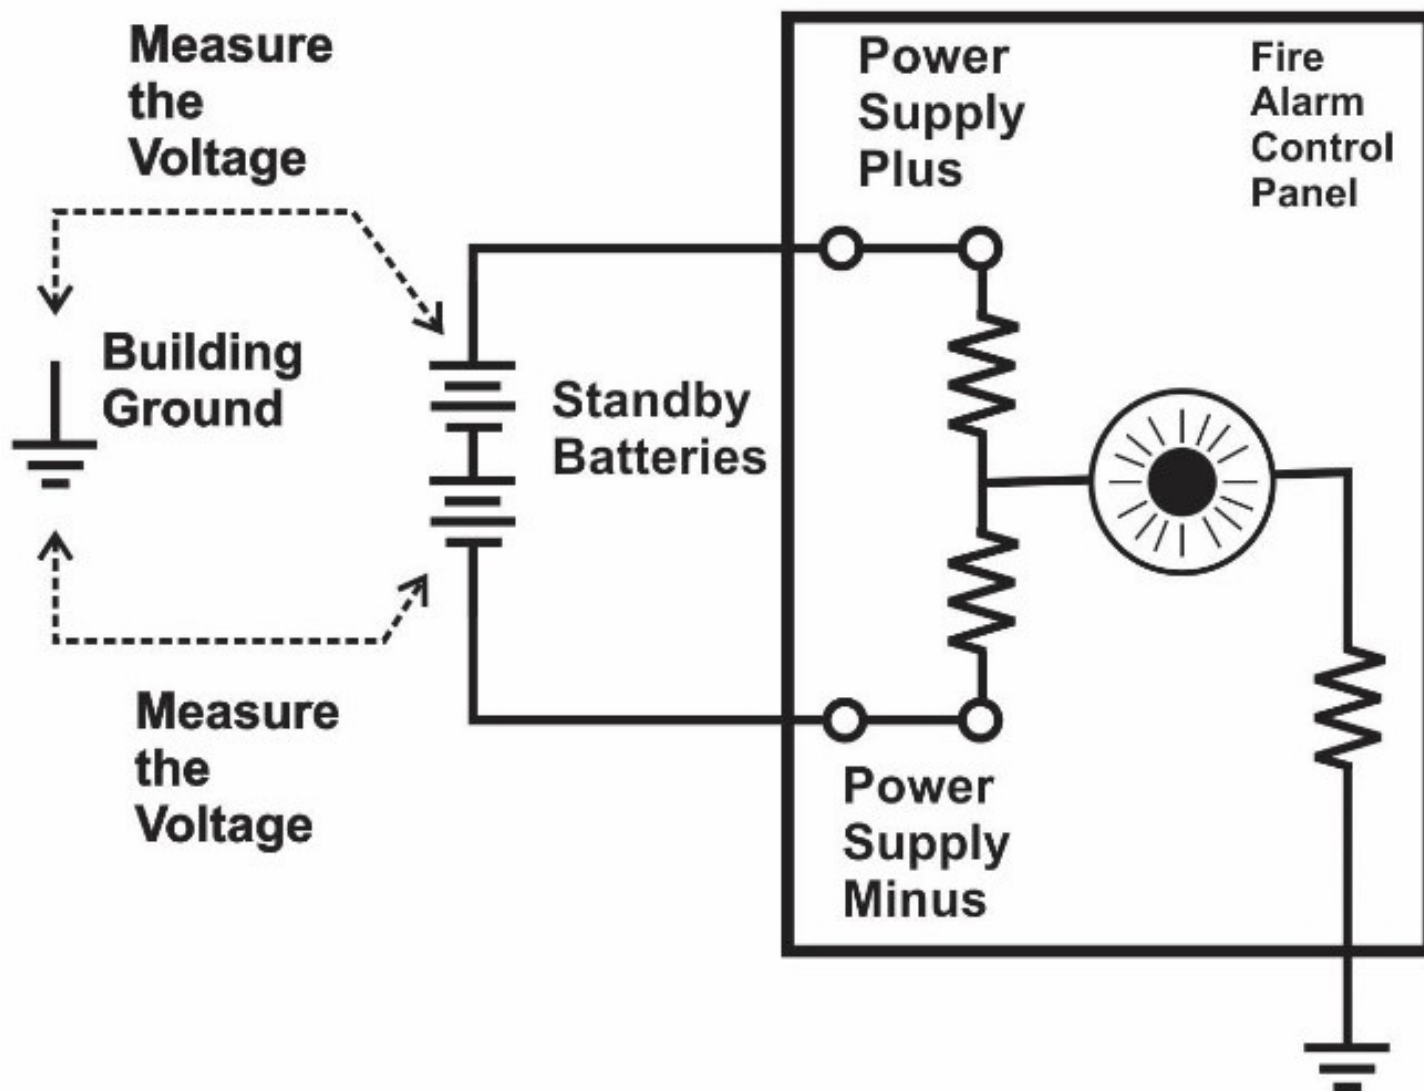 Measure
the
Voltage
Power
Supply
Plus
Fire
Alarm
Control
Panel
Building
Ground
Standby
Batteries
Measure
the
Voltage
Power
Supply
Minus